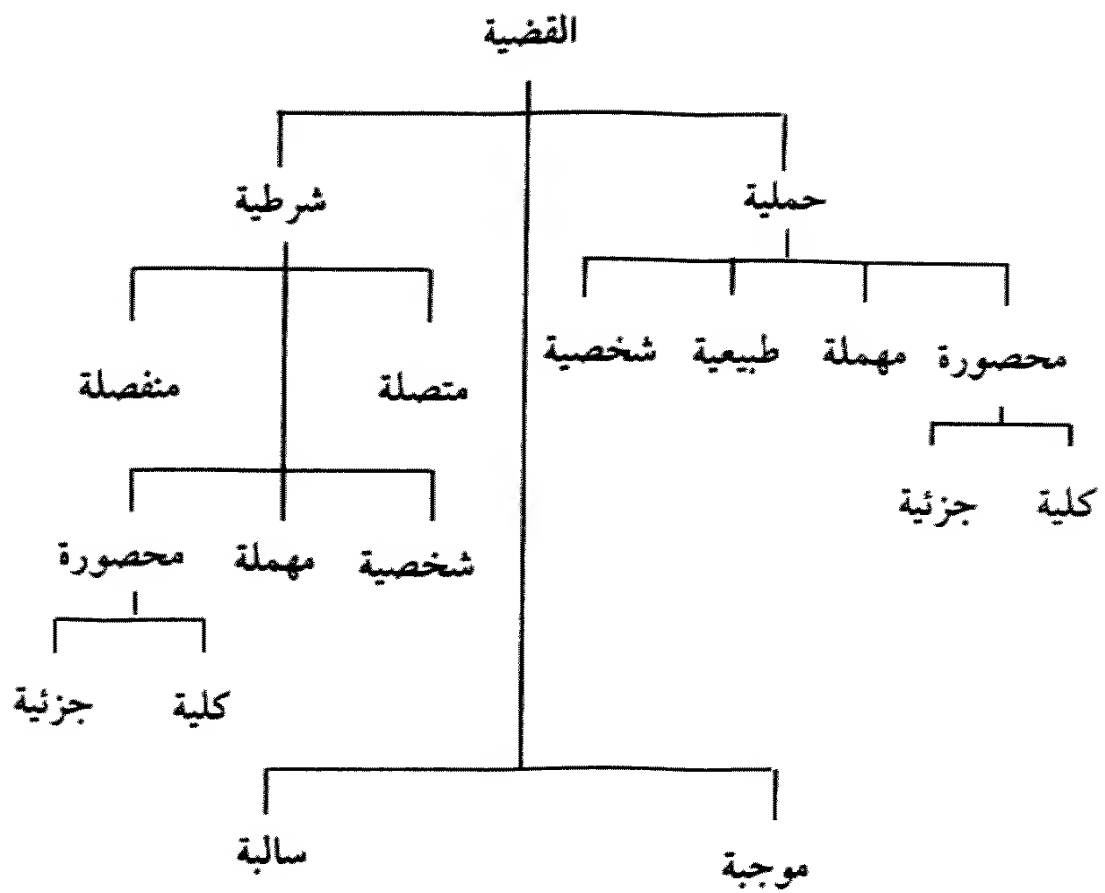 القضية
حملية شرطية
محصورة مهملة طبيعية شخصية
متصلة منفصلة
كلية جزئية
شخصية مهملة محصورة
كلية جزئية
موجبة سالبة